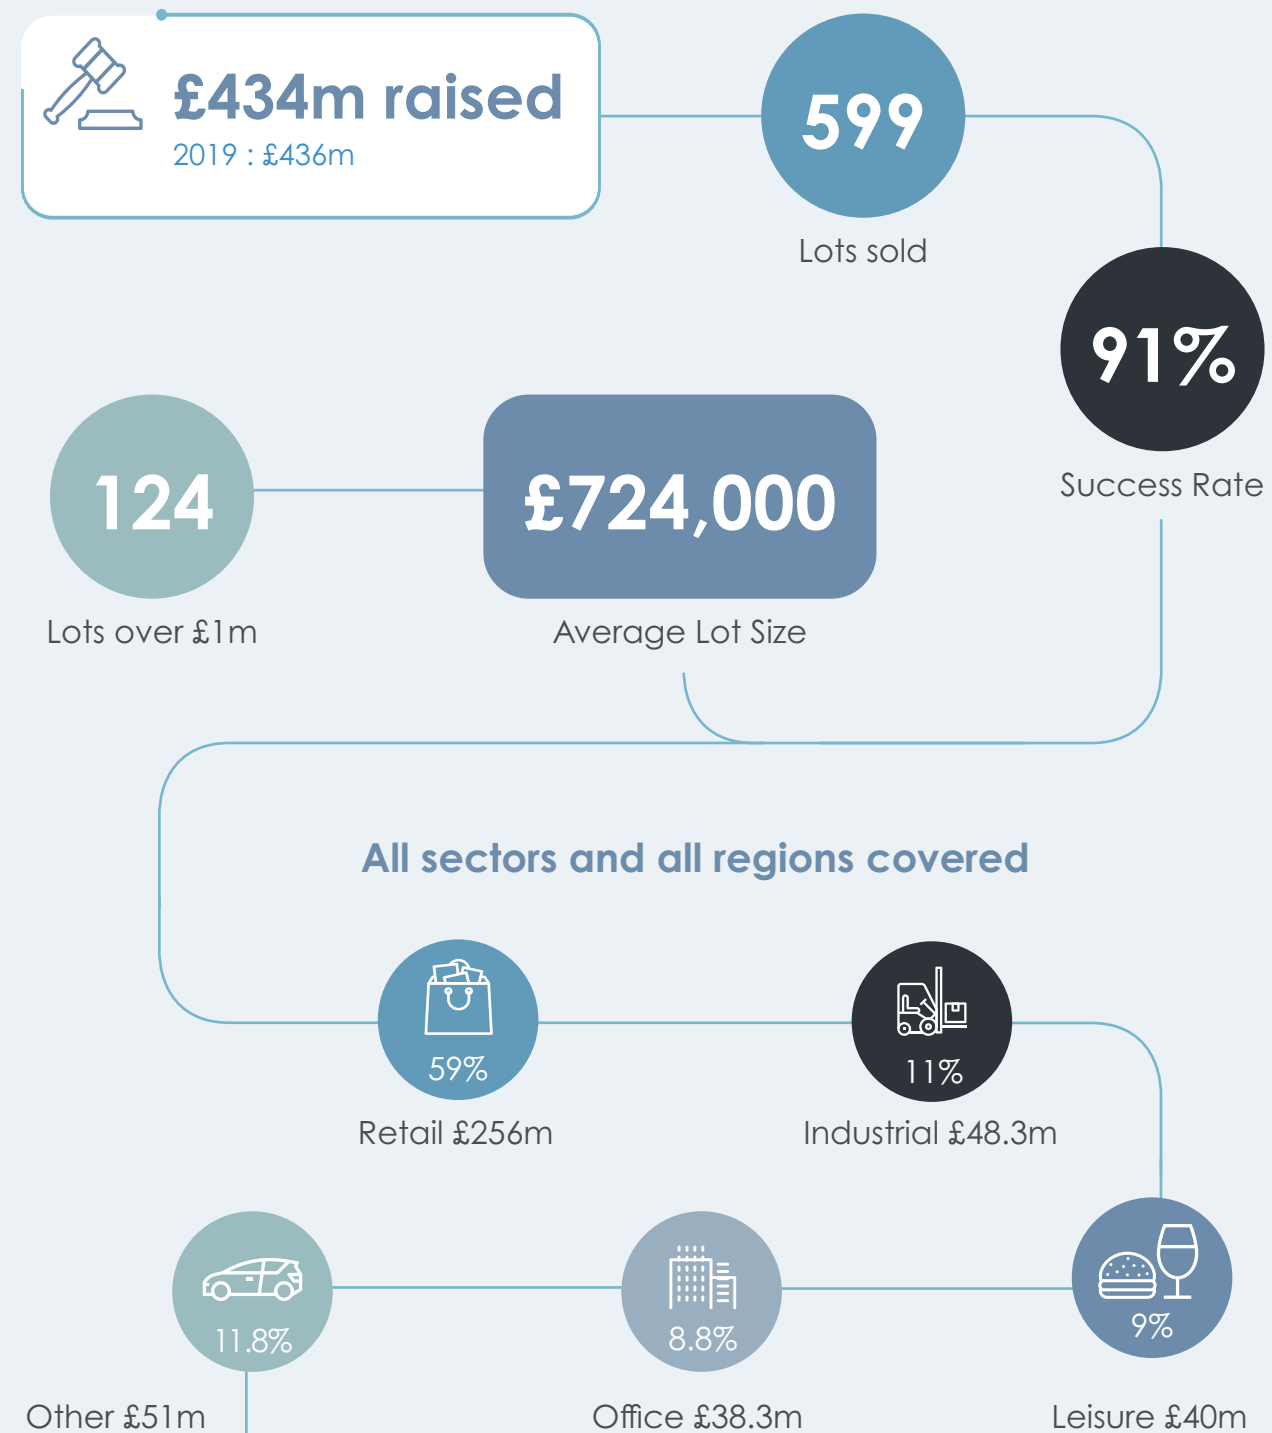 £434m raised
2019 : £436m
599
Lots sold
91%
Success Rate
124
Lots over £1m
£724,000
Average Lot Size
All sectors and all regions covered
59%
Retail £256m
11%
Industrial £48.3m
11.8%
Other £51m
8.8%
Office £38.3m
9%
Leisure £40m